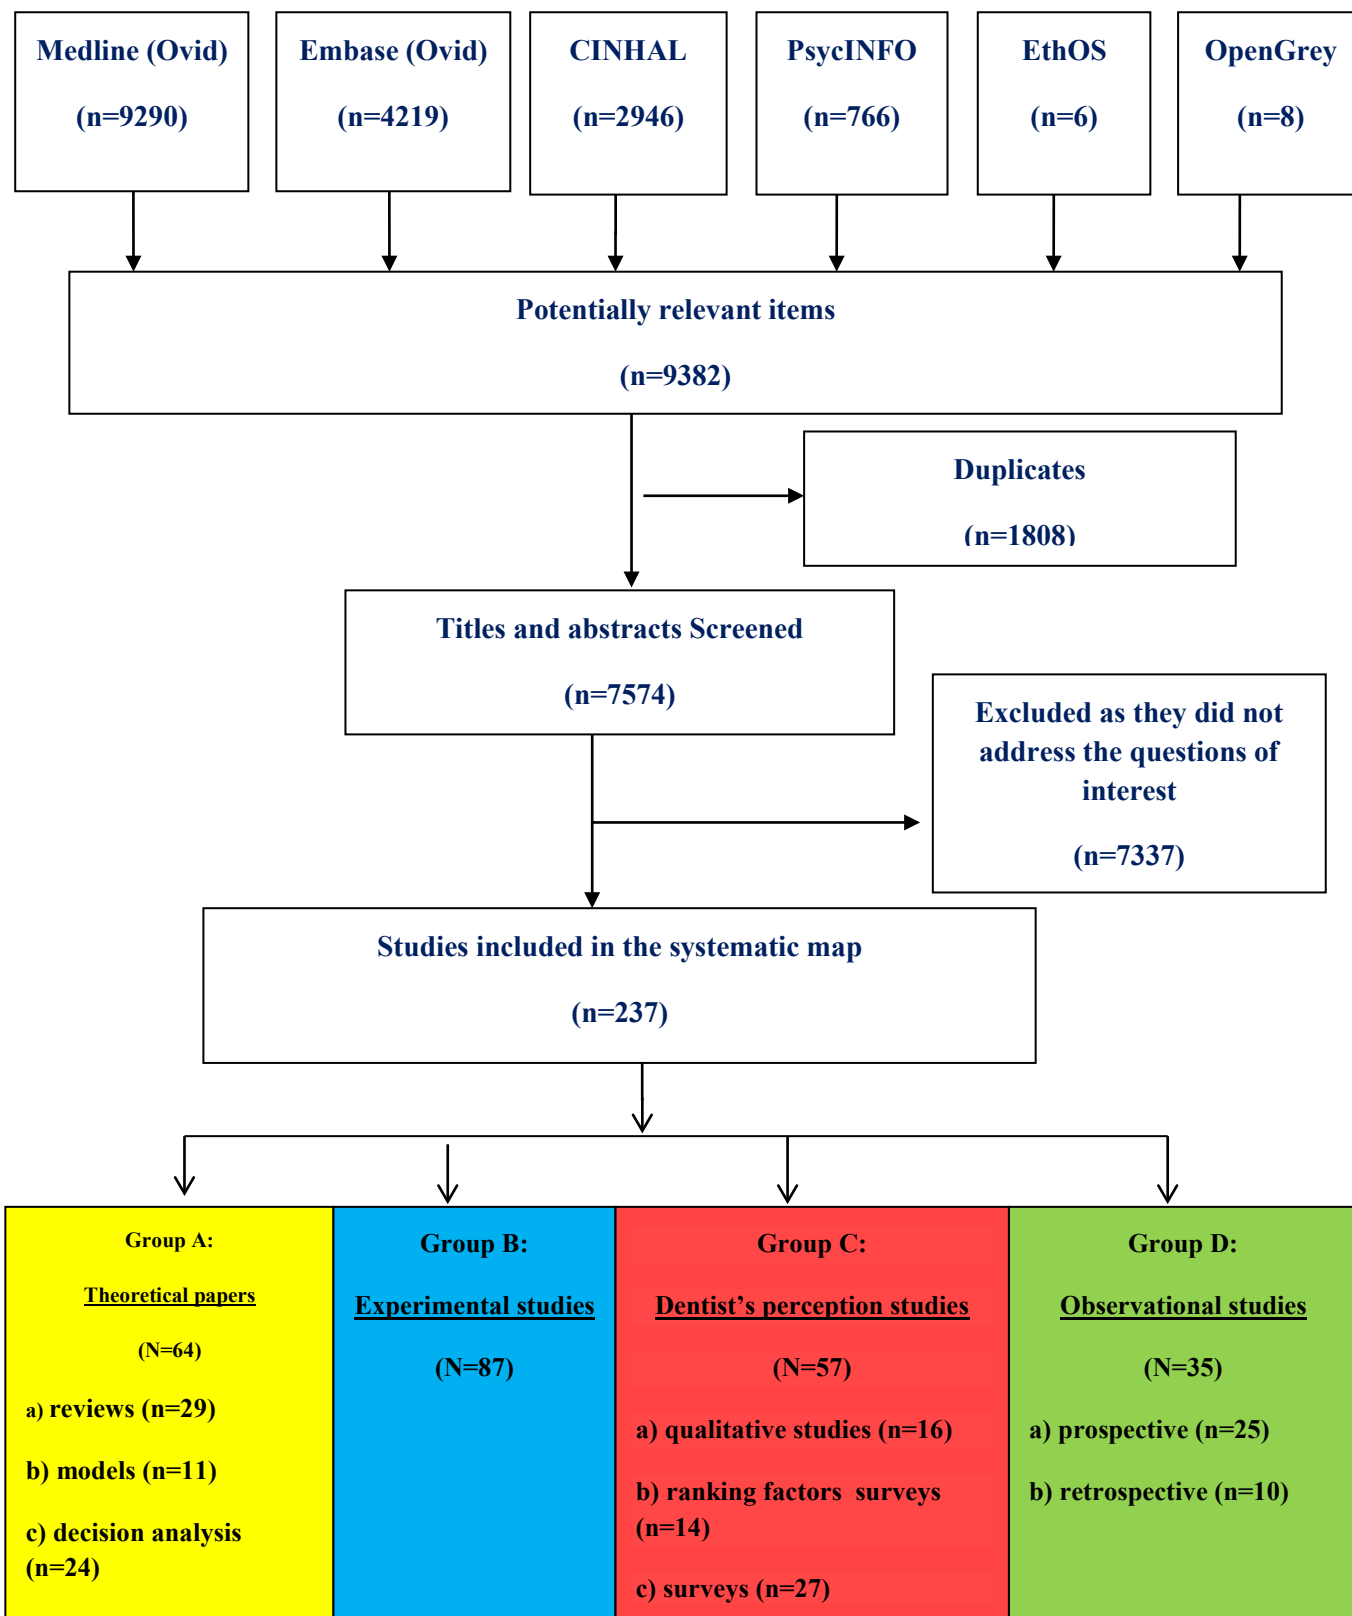 Medline (Ovid)
(n=9290)
Embase (Ovid)
(n=4219)
CINHAL
(n=2946)
PsycINFO
(n=766)
EthOS
(n=6)
OpenGrey
(n=8)
Potentially relevant items
(n=9382)
Duplicates
(n=1808)
Titles and abstracts Screened
(n=7574)
Excluded as they did not
address the questions of
interest
(n=7337)
Studies included in the systematic map
(n=237)
Group A:
Theoretical papers
(N=64)
a) reviews (n=29)
b) models (n=11)
c) decision analysis
(n=24)
Group B:
Experimental studies
(N=87)
Group C:
Dentist’s perception studies
(N=57)
a) qualitative studies (n=16)
b) ranking factors  surveys
(n=14)
c) surveys (n=27)
Group D:
Observational studies
(N=35)
a) prospective (n=25)
b) retrospective (n=10)